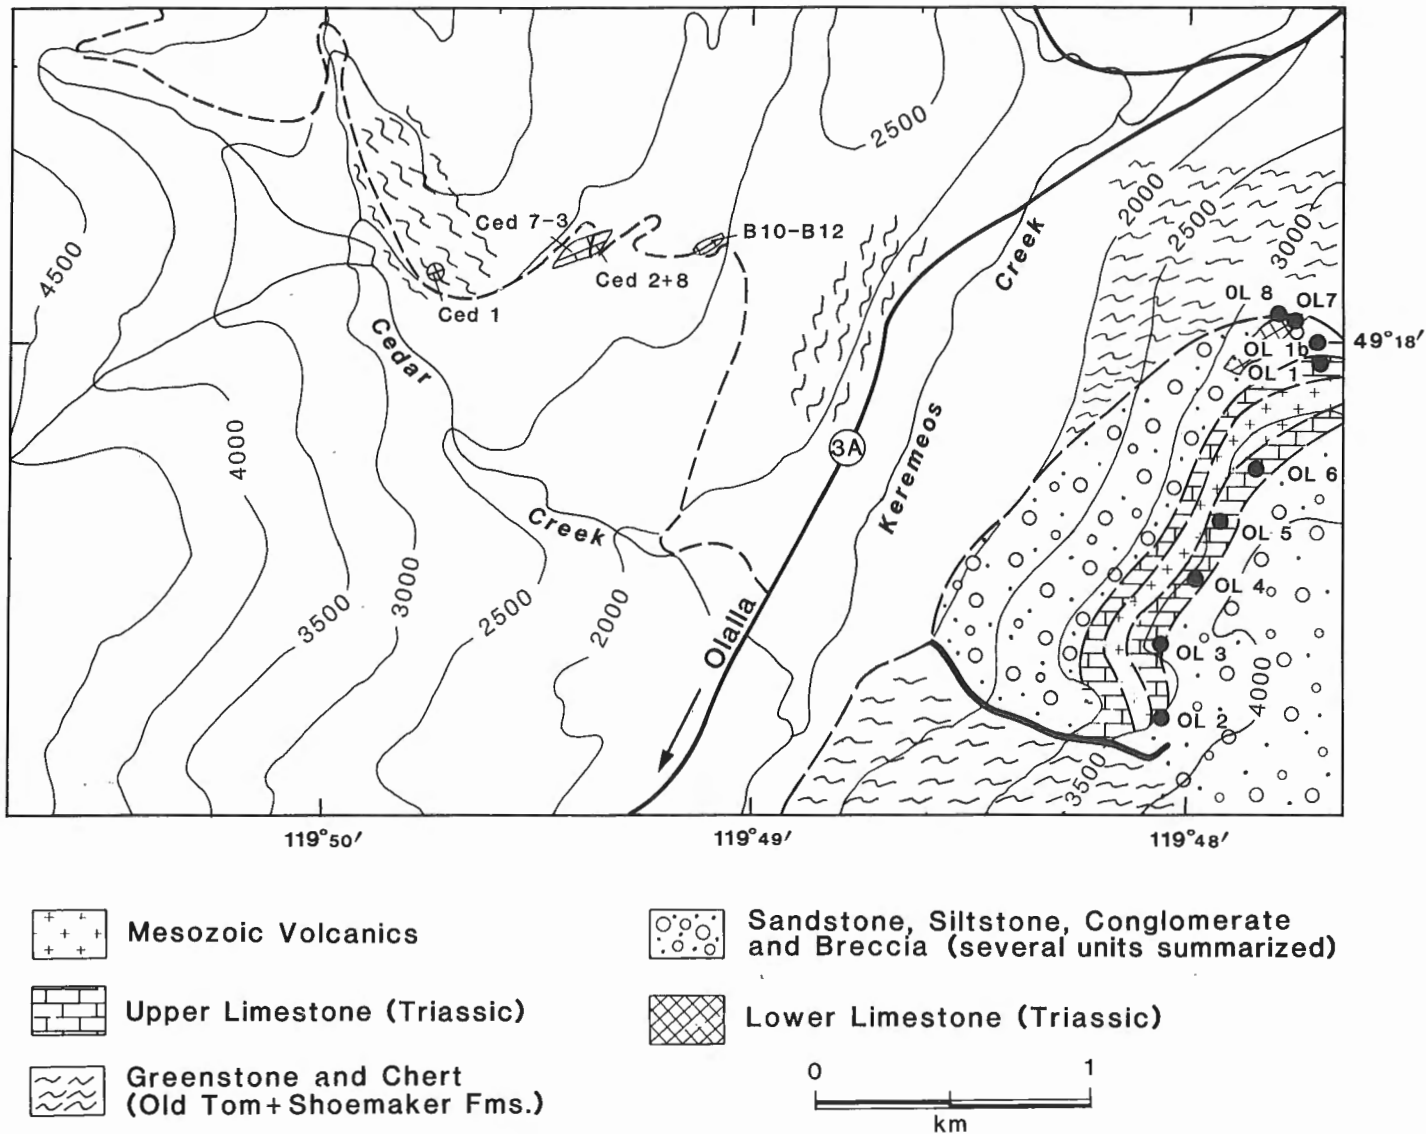 2500
2000
2500
3000
4500
Ced 7-3
B10-B12
Ced 2+8
Ced 1
Creek
OL 8
OL7
49°18′
OL 1b
OL 1
Cedar
4000
3A
Keremeos
OL 6
Creek
OL 5
OL 4
3500
3000
2500
2000
Olalla
OL 3
4000
OL 2
3500
119°50′
119°49′
119°48′
Mesozoic Volcanics
Upper Limestone (Triassic)
Greenstone and Chert
(Old Tom+Shoemaker Fms.)
Sandstone, Siltstone, Conglomerate
and Breccia (several units summarized)
Lower Limestone (Triassic)
0
1
km